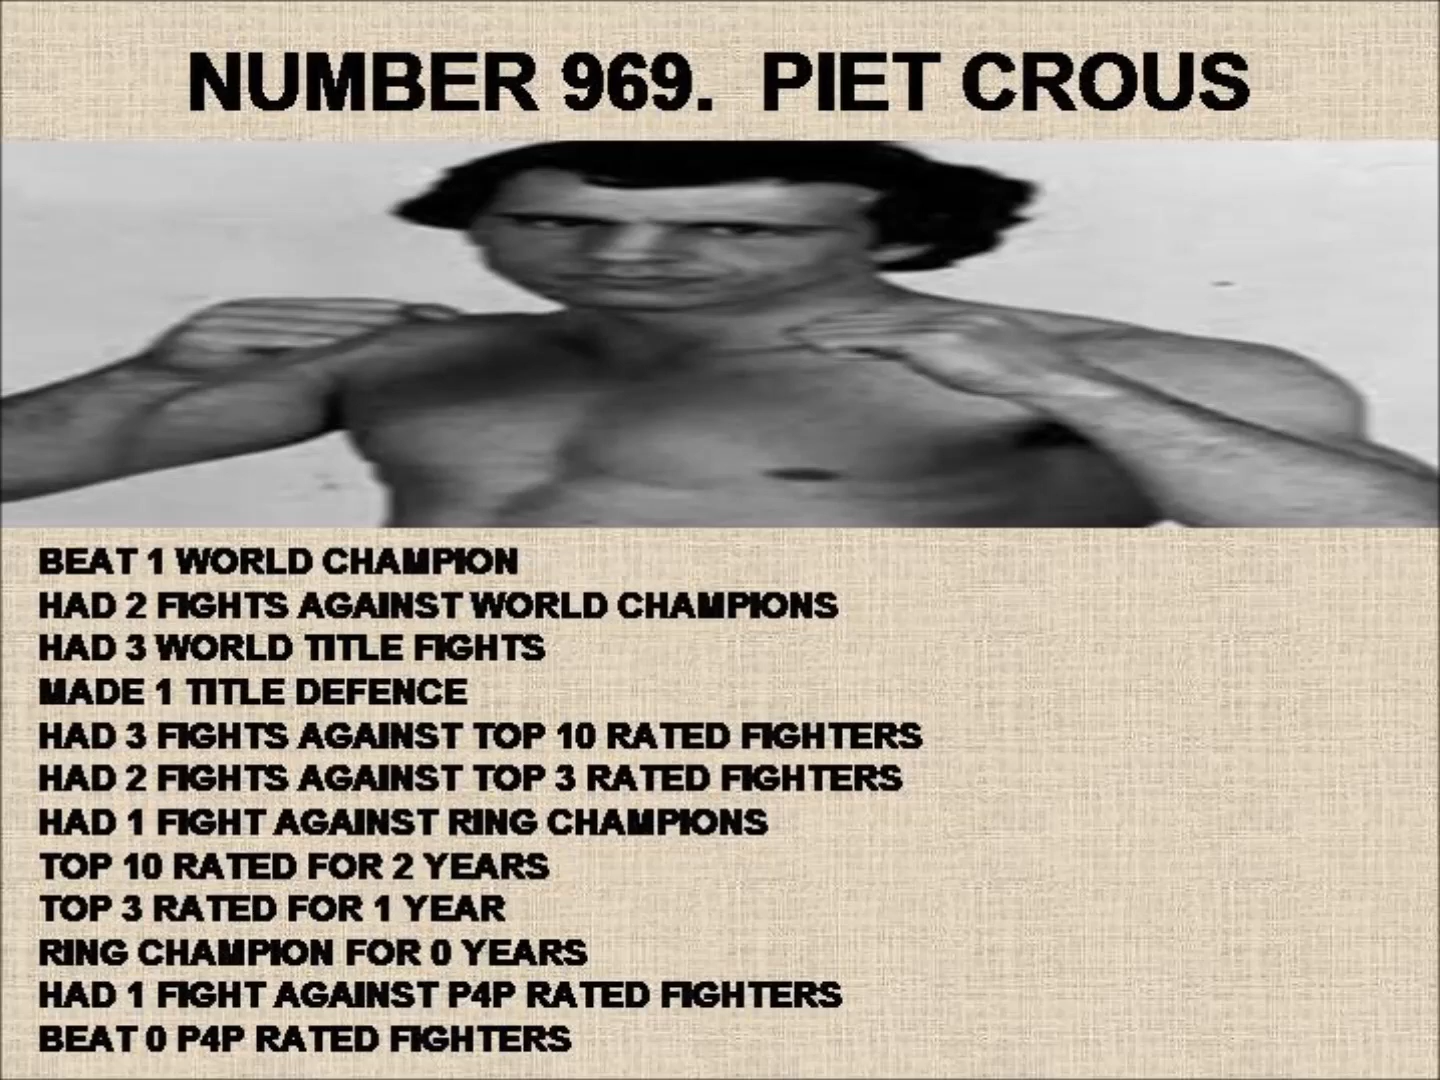 NUMBER 969. PIET CROUS
BEAT 1 WORLD CHAMPION
HAD 2 FIGHTS AGAINST WORLD CHAMPIONS
HAD 3 WORLD TITLE FIGHTS
MADE 1 TITLE DEFENCE
HAD 3 FIGHTS AGAINST TOP 10 RATED FIGHTERS
HAD 2 FIGHTS AGAINST TOP 3 RATED FIGHTERS
HAD 1 FIGHT AGAINST RING CHAMPIONS
TOP 10 RATED FOR 2 YEARS
TOP 3 RATED FOR 1 YEAR
RING CHAMPION FOR 0 YEARS
HAD 1 FIGHT AGAINST P4P RATED FIGHTERS
BEAT 0 P4P RATED FIGHTERS